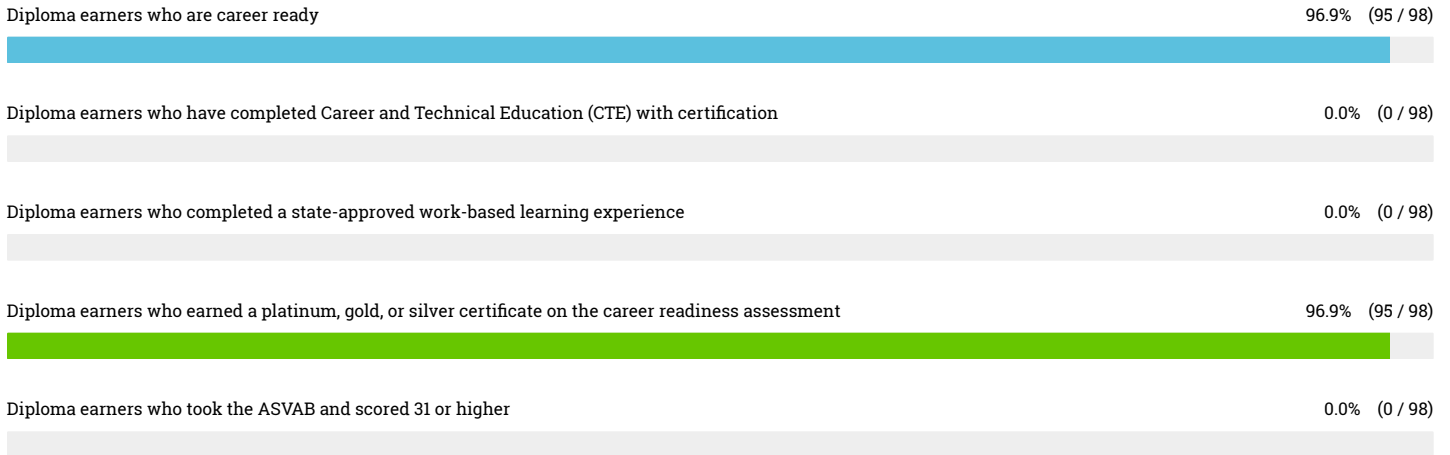 Diploma earners who are career ready 96.9% (95 / 98)
Diploma earners who have completed Career and Technical Education (CTE) with certification 0.0% (0 / 98)
Diploma earners who completed a state-approved work-based learning experience 0.0% (0 / 98)
Diploma earners who earned a platinum, gold, or silver certificate on the career readiness assessment 96.9% (95 / 98)
Diploma earners who took the ASVAB and scored 31 or higher 0.0% (0 / 98)